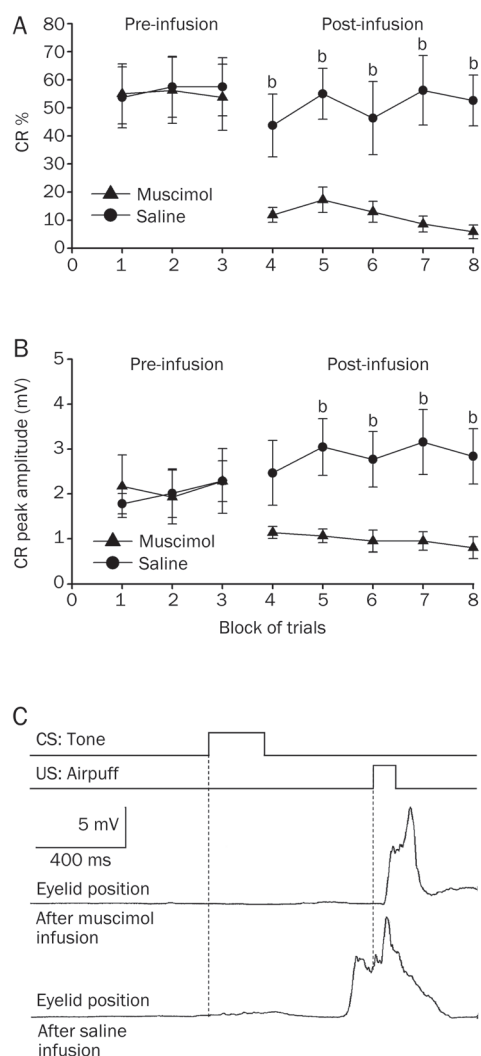 A
Pre-infusion Post-infusion
80
70
60
50
40
30
20
10
0
CR %
b b b b b
Muscimol
Saline
0 1 2 3 4 5 6 7 8
B
Pre-infusion Post-infusion
5
4
3
2
1
0
CR peak amplitude (mV)
b b b b
Muscimol
Saline
0 1 2 3 4 5 6 7 8
Block of trials
C
CS: Tone
US: Airpuff
5 mV
400 ms
Eyelid position
After muscimol
infusion
Eyelid position
After saline
infusion